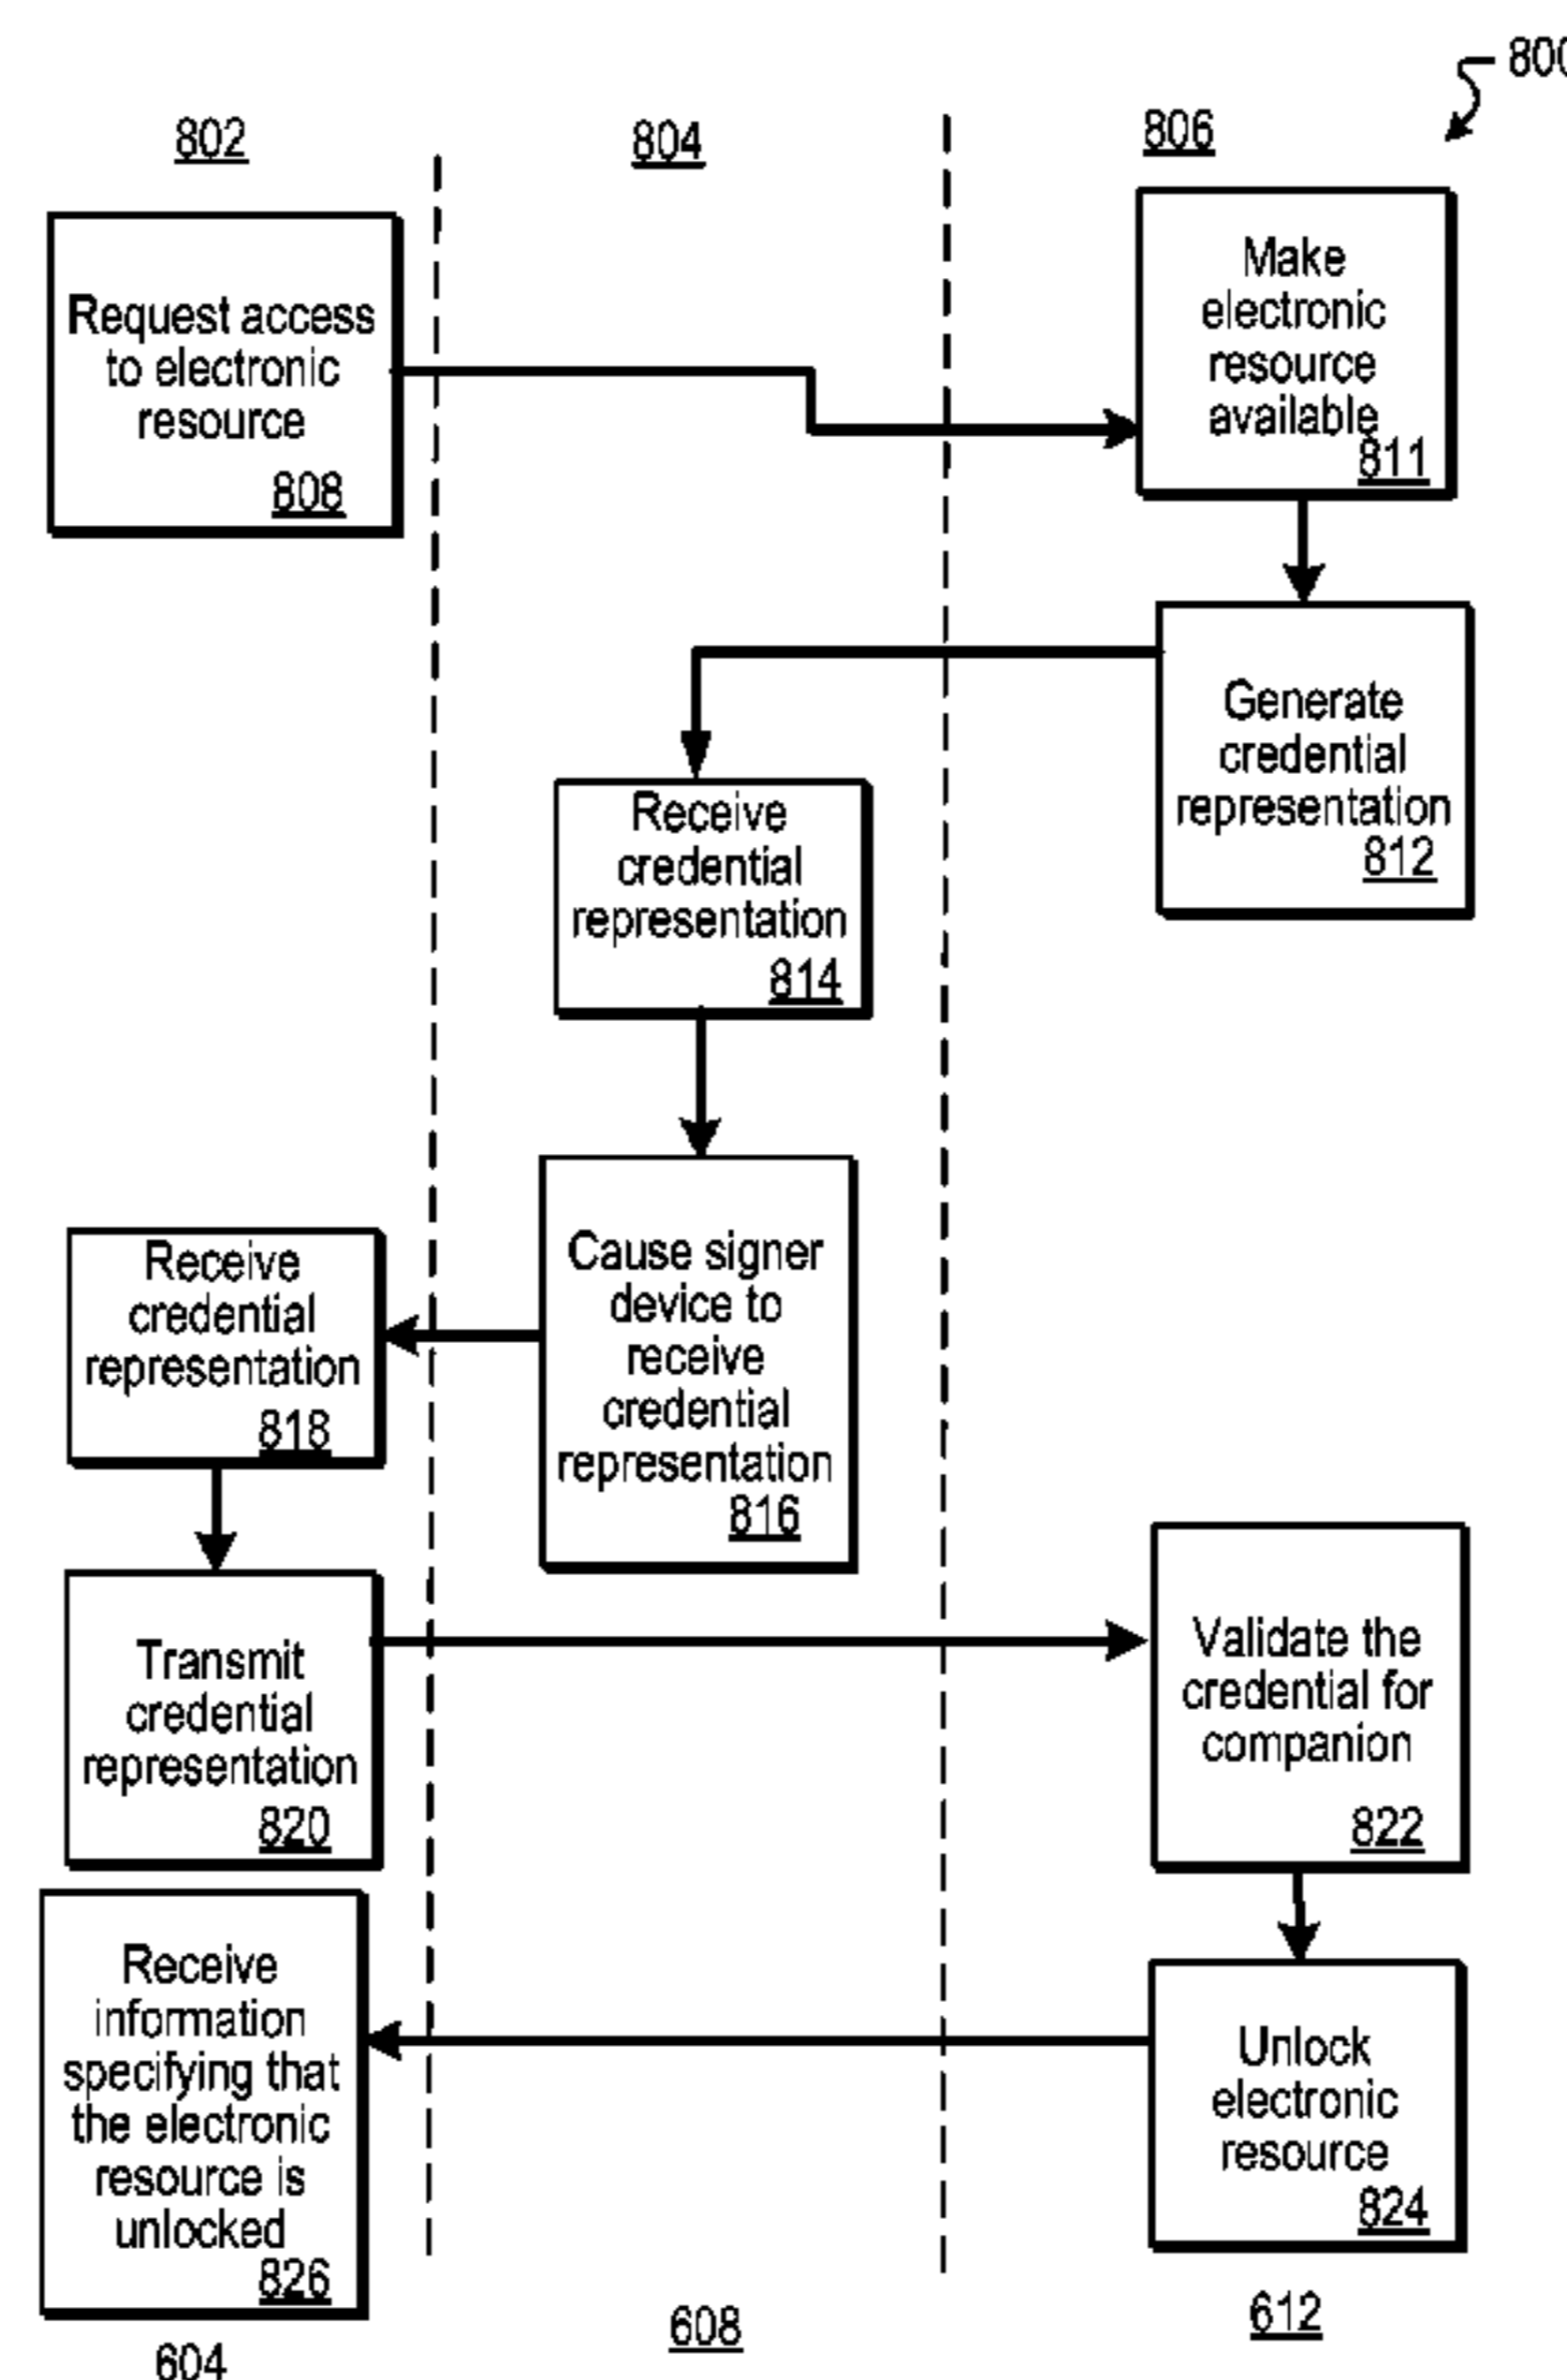 800
802
804
806
Request access
to electronic
resource
808
Make
electronic
resource
available
811
Generate
credential
representation
812
Receive
credential
representation
814
Cause signer
device to
receive
credential
representation
816
Receive
credential
representation
818
Transmit
credential
representation
820
Validate the
credential for
companion
822
Unlock
electronic
resource
824
Receive
information
specifying that
the electronic
resource is
unlocked
826
604
608
612